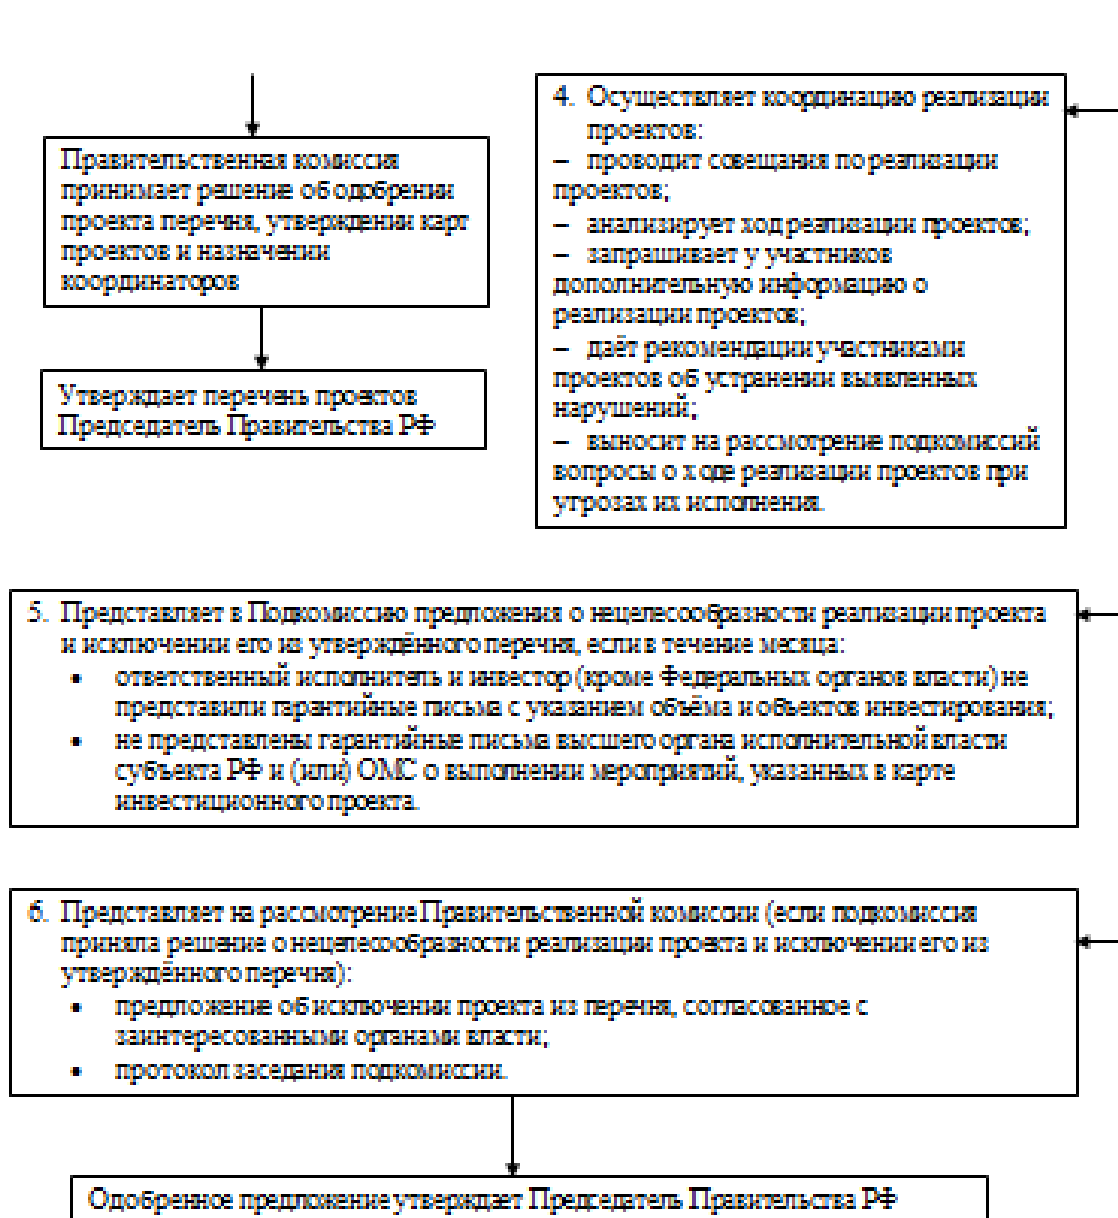 Правительственная комиссия
принимает решение об одобрении
проекта перечня, утверждении карт
проектов и назначении
координаторов
Утверждает перечень проектов
Председатель Правительства РФ
4. Осуществляет координацию реализации
проектов:
– проводит совещания по реализации
проектов;
– анализирует ход реализации проектов;
– запрашивает у участников
дополнительную информацию о
реализации проектов;
– даёт рекомендации участниками
проектов об устранении выявленных
нарушений;
– выносит на рассмотрение подкомиссий
вопросы о ходе реализации проектов при
угрозах их исполнения.
5. Представляет в Подкомиссию предложения о нецелесообразности реализации проекта
и исключении его из утверждённого перечня, если в течение месяца:
• ответственный исполнитель и инвестор (кроме Федеральных органов власти) не
представили гарантийные письма с указанием объёма и объектов инвестирования;
• не представлены гарантийные письма высшего органа исполнительной власти
субъекта РФ и (или) ОМС о выполнении мероприятий, указанных в карте
инвестиционного проекта.
6. Представляет на рассмотрение Правительственной комиссии (если подкомиссия
приняла решение о нецелесообразности реализации проекта и исключении его из
утверждённого перечня):
• предложение об исключении проекта из перечня, согласованное с
заинтересованными органами власти;
• протокол заседания подкомиссии.
Одобренное предложение утверждает Председатель Правительства РФ